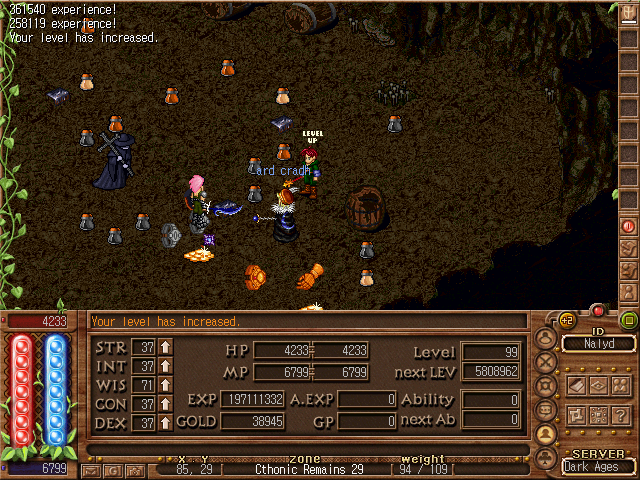 361540 experience!
258119 experience!
Your level has increased.
LEVEL UP
ard cradh
4233
Your level has increased.
+2
ID
Nalyd
STR 37
INT 37
WIS 71
CON 37
DEX 37
HP 4233 4233
MP 6799 6799
EXP 197111332 A.EXP 0
GOLD 38945 GP 0
Level 99
next LEV 5808962
Ability 0
next Ab 0
6799
G
x . y zone weight
85, 29 Cthonic Remains 29 94 / 109
?
SERVER
Dark Ages